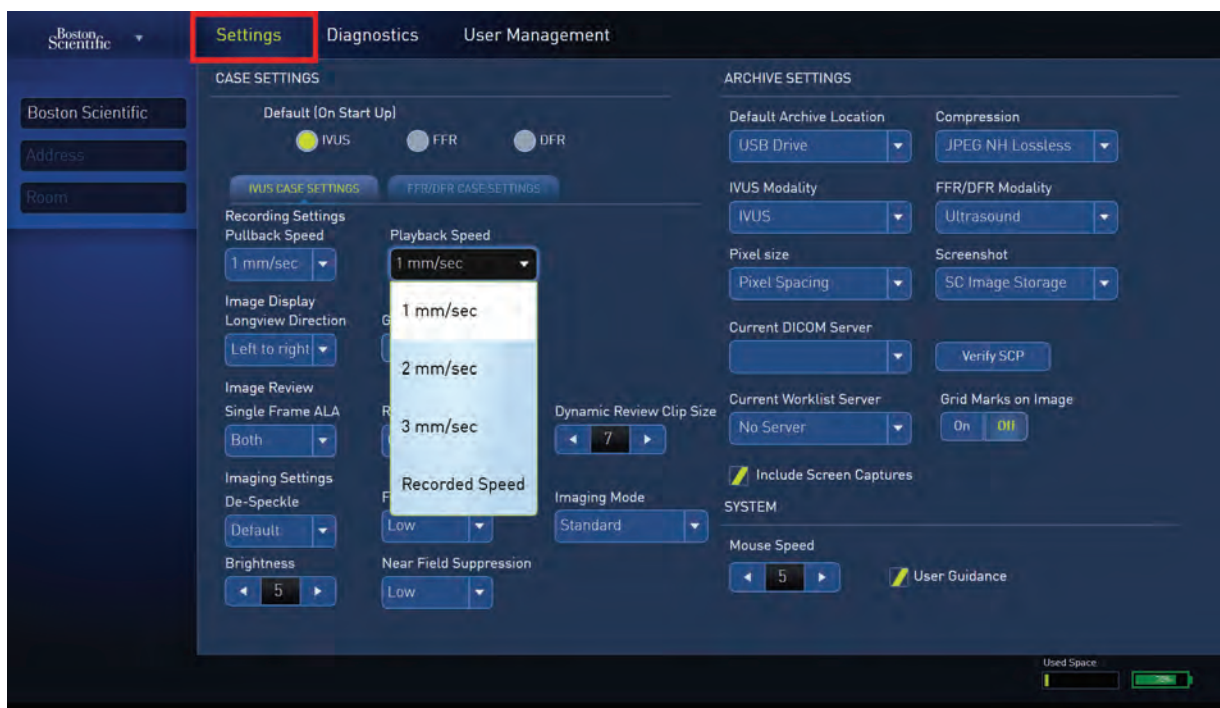 Boston
Scientific
Settings
Diagnostics
User Management
Boston Scientific
Address
Room
CASE SETTINGS
Default (On Start Up)
IVUS
FFR
DFR
IVUS CASE SETTINGS
FFR/DFR CASE SETTINGS
Recording Settings
Pullback Speed
Playback Speed
1 mm/sec
1 mm/sec
1 mm/sec
2 mm/sec
3 mm/sec
Recorded Speed
Image Display
Longview Direction
G
Left to right
Image Review
Single Frame ALA
R
Dynamic Review Clip Size
Both
7
Imaging Settings
De-Speckle
F
Imaging Mode
Default
Low
Standard
Brightness
Near Field Suppression
5
Low
ARCHIVE SETTINGS
Default Archive Location
Compression
USB Drive
JPEG NH Lossless
IVUS Modality
FFR/DFR Modality
IVUS
Ultrasound
Pixel size
Screenshot
Pixel Spacing
SC Image Storage
Current DICOM Server
Verify SCP
Current Worklist Server
Grid Marks on Image
No Server
On Off
Include Screen Captures
SYSTEM
Mouse Speed
5
User Guidance
Used Space